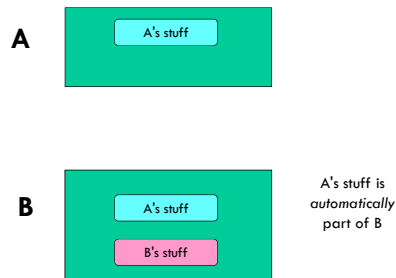 A
A's stuff
B
A's stuff
B's stuff
A's stuff is
automatically
part of B